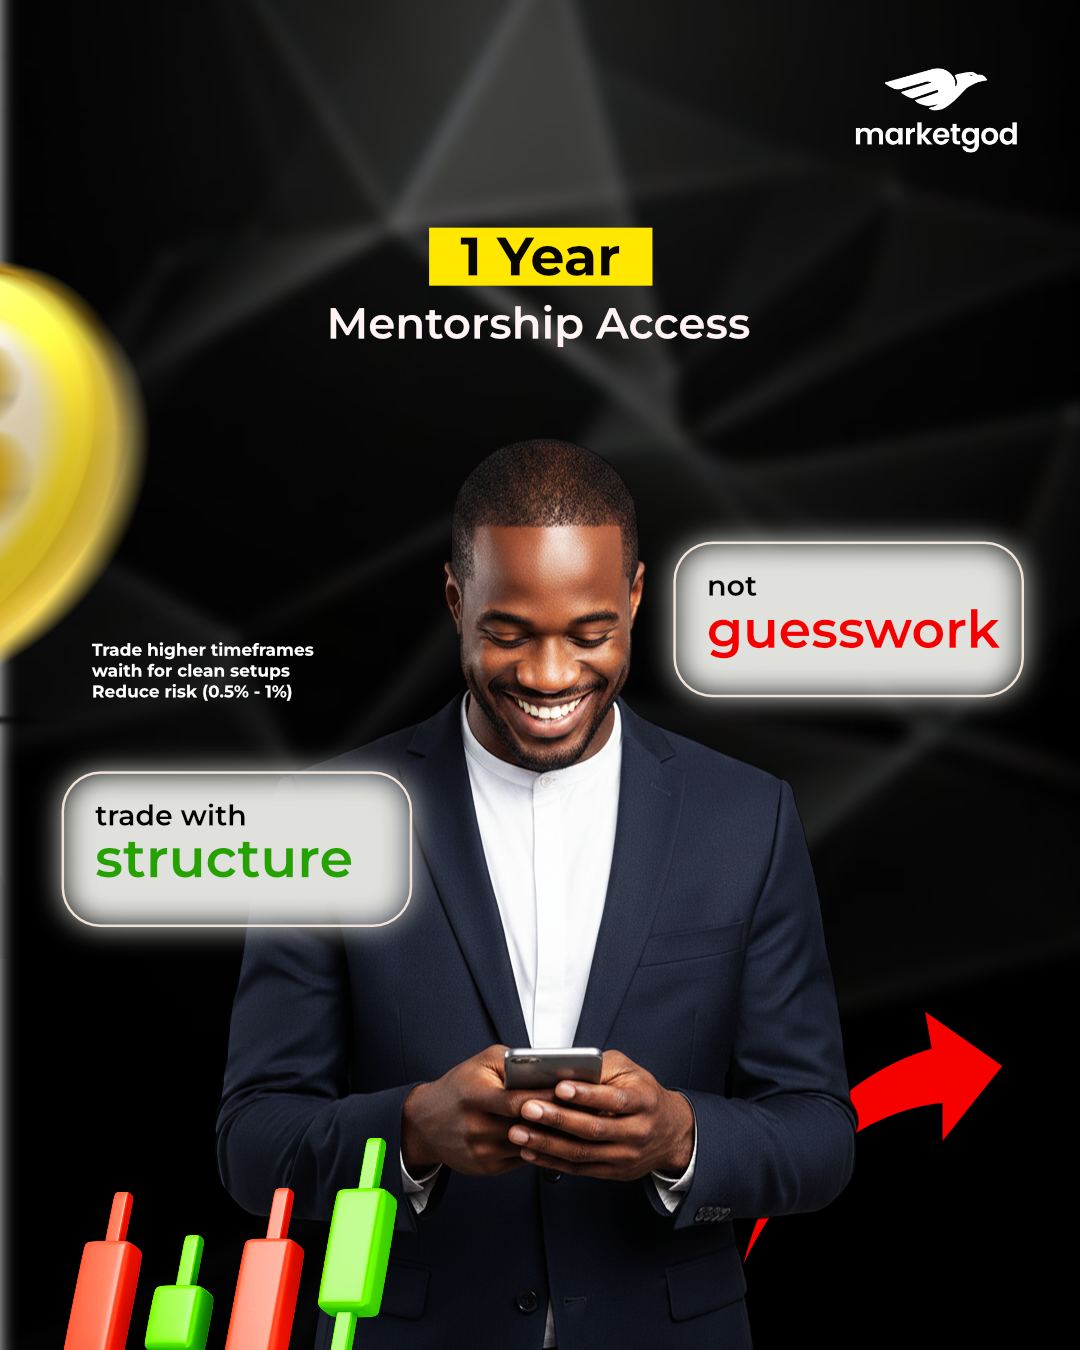 marketgod
1 Year
Mentorship Access
not
guesswork
Trade higher timeframes
waith for clean setups
Reduce risk (0.5% - 1%)
trade with
structure